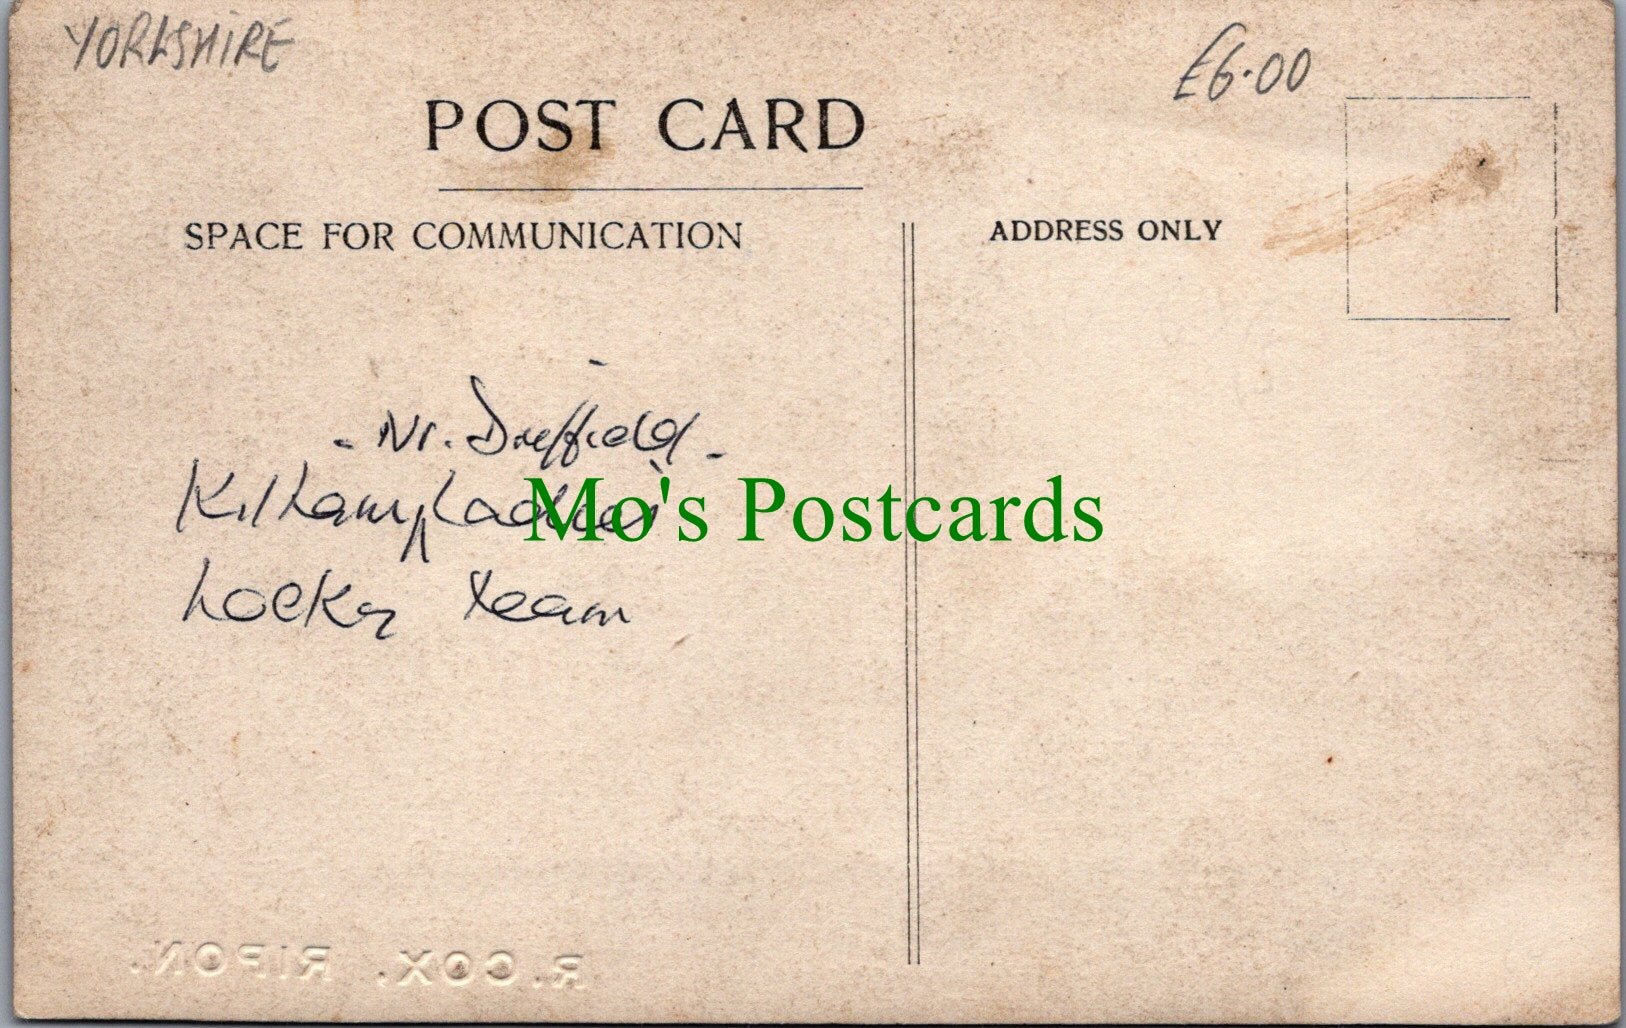 YORKSHIRE
£6.00
POST CARD
SPACE FOR COMMUNICATION
ADDRESS ONLY
- Nr. Driffield -
Kilham Ladies
Hockey team
Mo's Postcards
R. COX, RIPON.